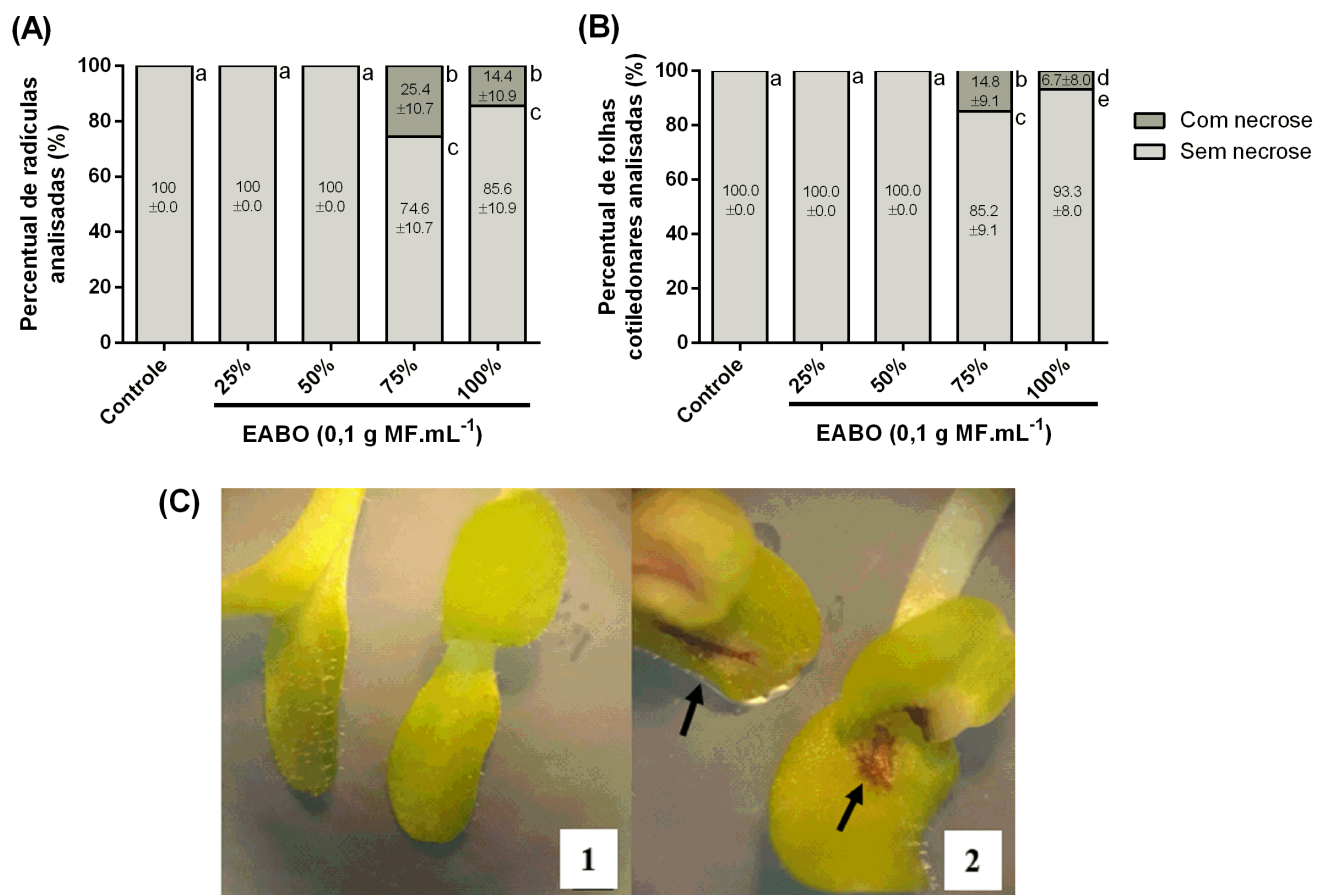 (A)
Percentual de radículas
analisadas (%)
100
80
60
40
20
0
a
a
a
b
c
b
c
100
±0.0
100
±0.0
100
±0.0
25.4
±10.7
74.6
±10.7
14.4
±10.9
85.6
±10.9
Controle
25%
50%
75%
100%
EABO (0,1 g MF.mL⁻¹)
(B)
Percentual de folhas
cotiledonares analisadas (%)
100
80
60
40
20
0
a
a
a
b
c
d
e
100.0
±0.0
100.0
±0.0
100.0
±0.0
14.8
±9.1
85.2
±9.1
6.7±8.0
93.3
±8.0
Controle
25%
50%
75%
100%
EABO (0,1 g MF.mL⁻¹)
Com necrose
Sem necrose
(C)
1
2